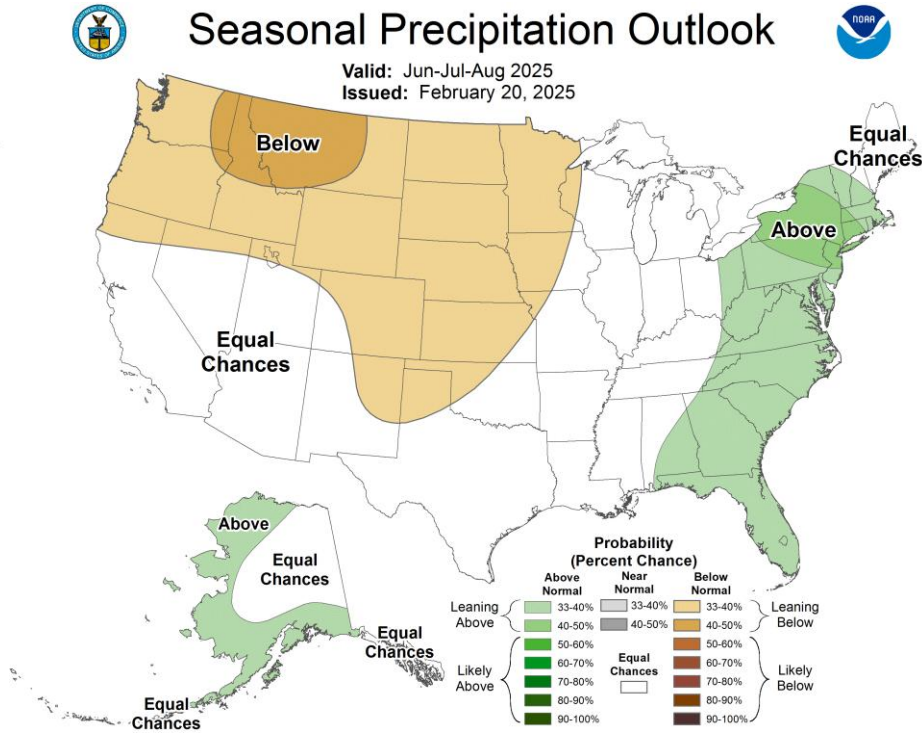 Seasonal Precipitation Outlook
NOAA
Valid: Jun-Jul-Aug 2025
Issued: February 20, 2025
Below
Equal
Chances
Above
Equal
Chances
Above
Equal
Chances
Equal
Chances
Equal
Chances
Probability
(Percent Chance)
Above
Normal
Near
Normal
Below
Normal
Leaning
Above
33-40%
33-40%
33-40%
Leaning
Below
40-50%
40-50%
40-50%
Likely
Above
50-60%
60-70%
70-80%
80-90%
90-100%
Equal
Chances
50-60%
60-70%
70-80%
80-90%
90-100%
Likely
Below